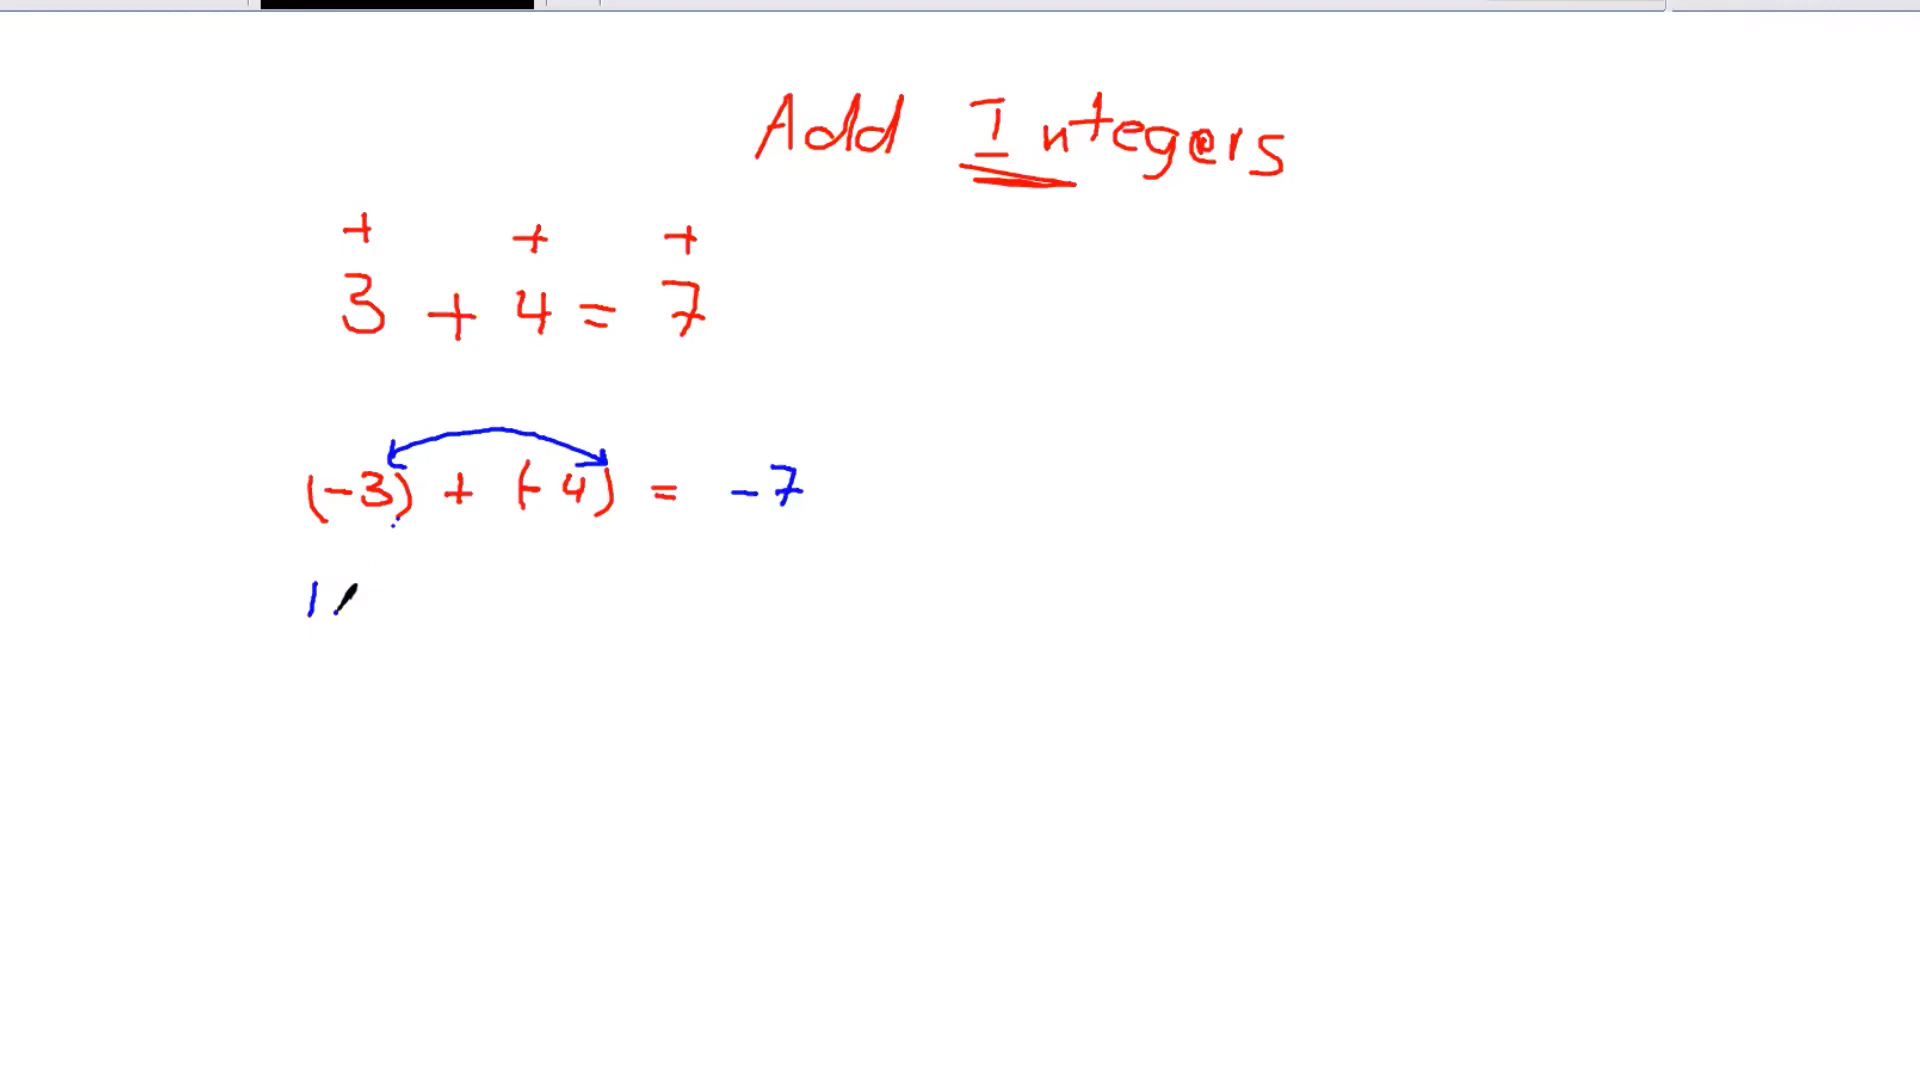 Add Integers
+ + +
3 + 4 = 7
(-3) + (-4) = -7